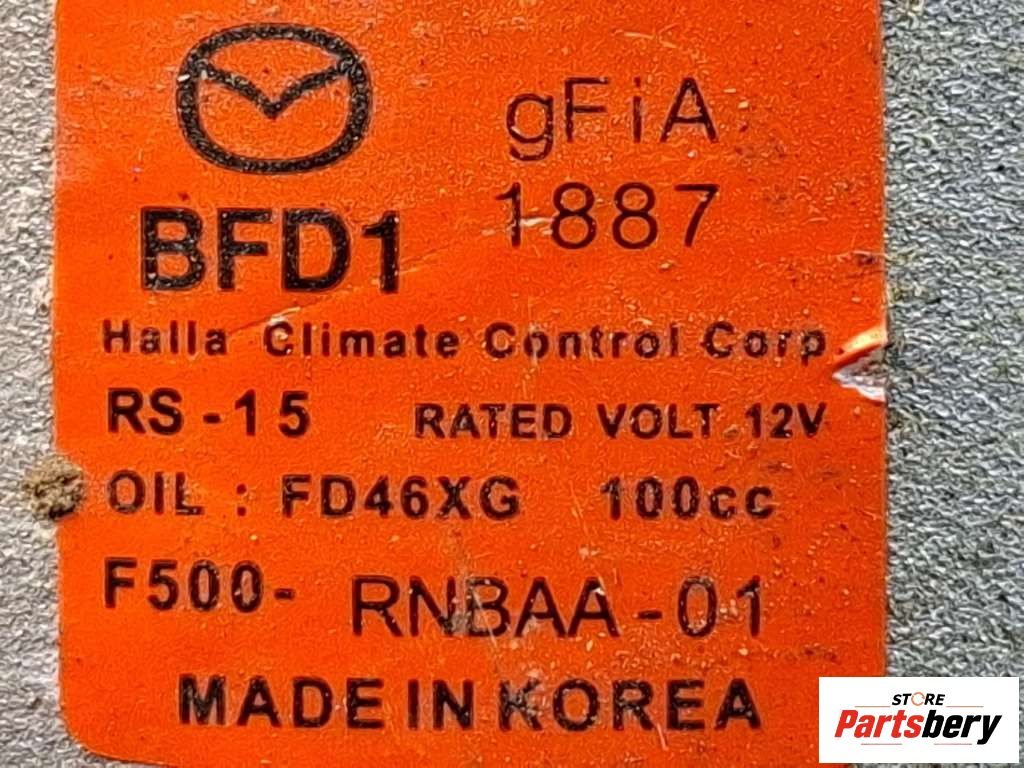 gFiA
1887
BFD1
Halla Climate Control Corp
RS-15 RATED VOLT 12V
OIL : FD46XG 100cc
F500- RNBAA-01
MADE IN KOREA
STORE
Partsbery